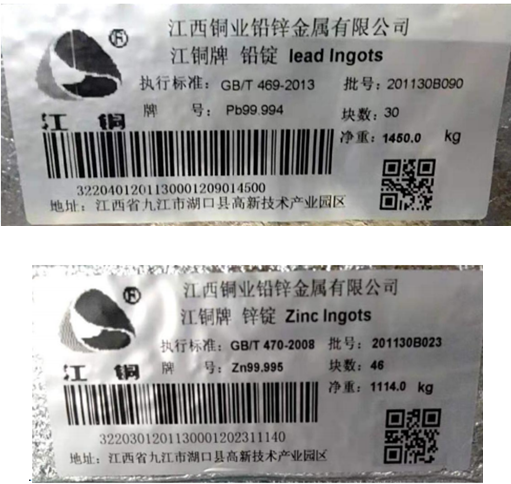 江西铜业铅锌金属有限公司
江铜牌 铅锭 lead Ingots
执行标准: GB/T 469-2013 批号: 201130B090
牌 号: Pb99.994 块数: 30
净重: 1450.0 kg
江 铜
®
3220401201130001209014500
地址: 江西省九江市湖口县高新技术产业园区
江西铜业铅锌金属有限公司
江铜牌 锌锭 Zinc Ingots
执行标准: GB/T 470-2008 批号: 201130B023
牌 号: Zn99.995 块数: 46
净重: 1114.0 kg
江 铜
®
3220301201130001202311140
地址: 江西省九江市湖口县高新技术产业园区